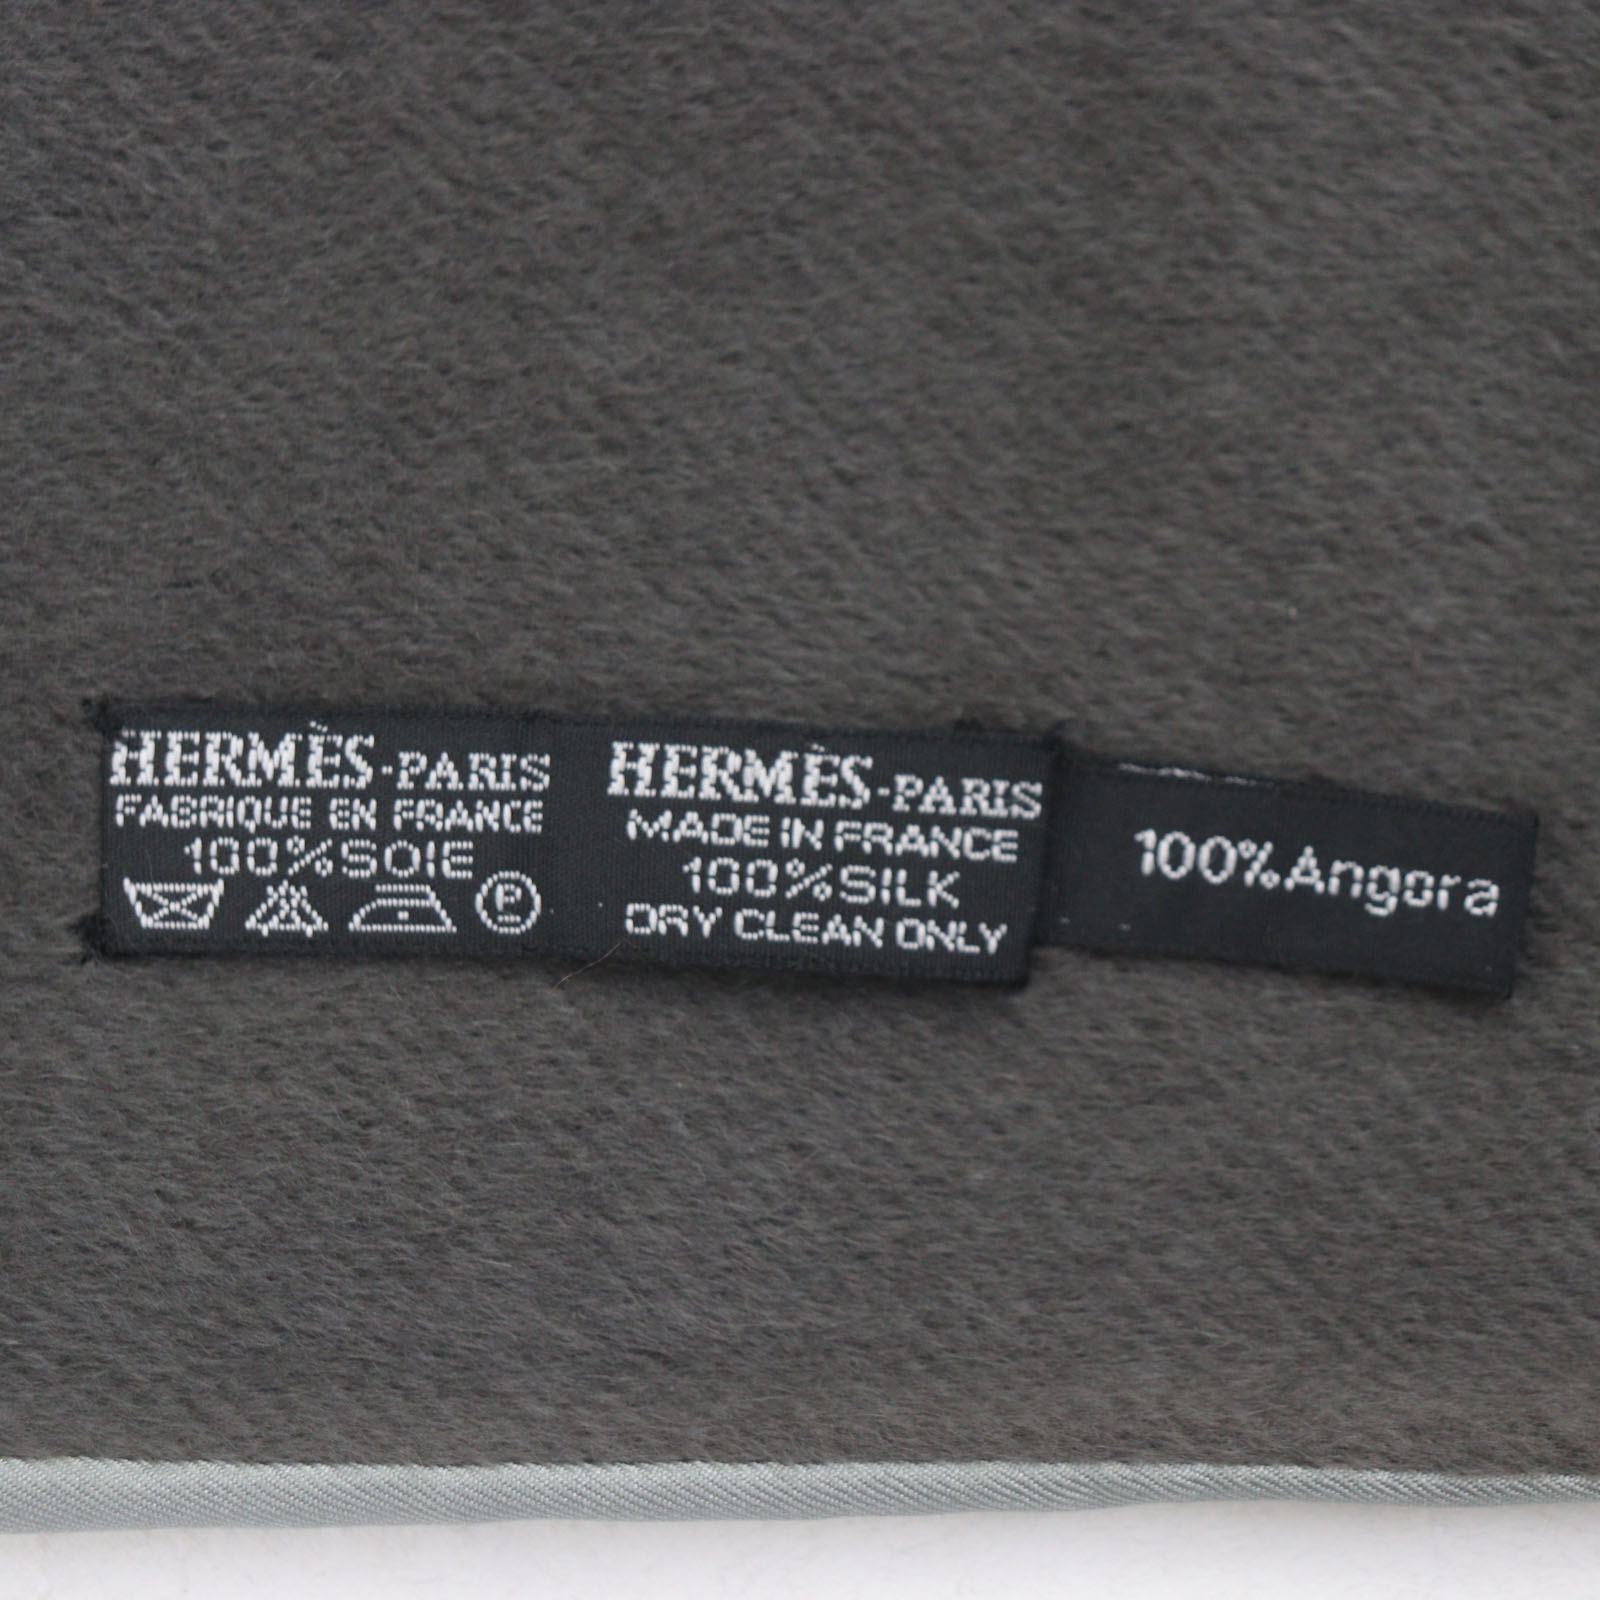 HERMÈS-PARIS
FABRIQUE EN FRANCE
100%SOIE
P
HERMÈS-PARIS
MADE IN FRANCE
100%SILK
DRY CLEAN ONLY
100%Angora